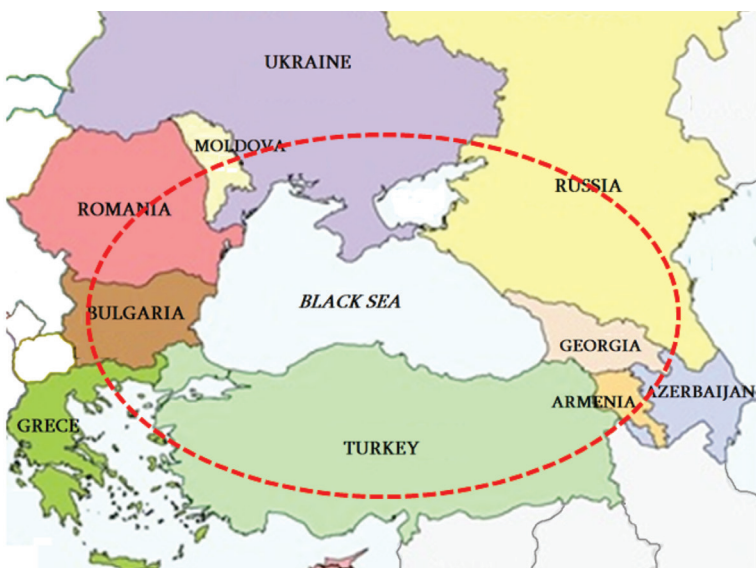 UKRAINE
MOLDOVA
RUSSIA
ROMANIA
BLACK SEA
BULGARIA
GEORGIA
AZERBAIJAN
ARMENIA
GRECE
TURKEY